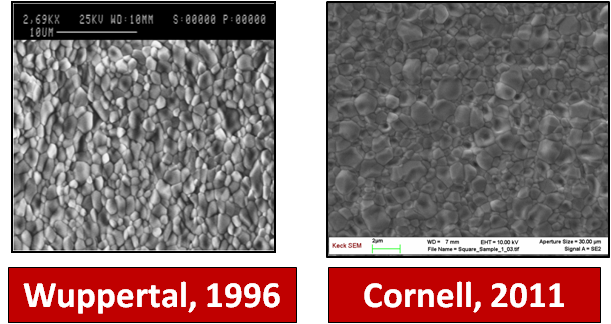 2,69KX 25KV WD:10MM S:00000 P:00000
10UM
Keck SEM
2µm
WD = 7 mm EHT = 10.00 kV Aperture Size = 30.00 µm
File Name = Square_Sample_1_03.tif Signal A = SE2
Wuppertal, 1996
Cornell, 2011